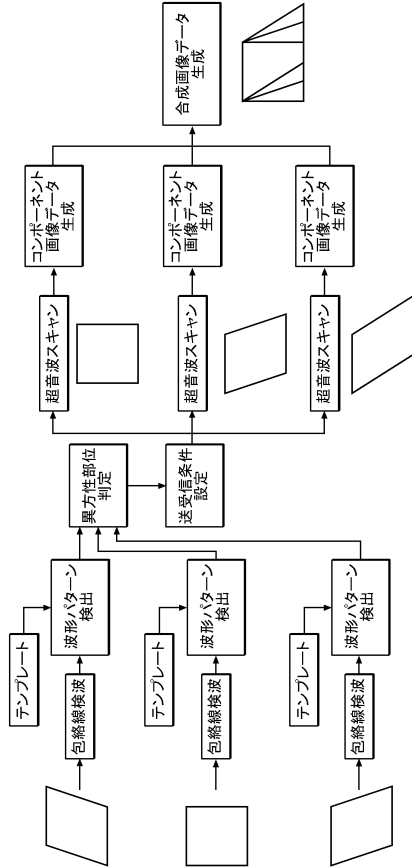 テンプレート
包絡線検波
波形パターン
検出
テンプレート
包絡線検波
波形パターン
検出
テンプレート
包絡線検波
波形パターン
検出
異方性部位
判定
送受信条件
設定
超音波スキャン
コンポーネント
画像データ
生成
超音波スキャン
コンポーネント
画像データ
生成
超音波スキャン
コンポーネント
画像データ
生成
合成画像データ
生成